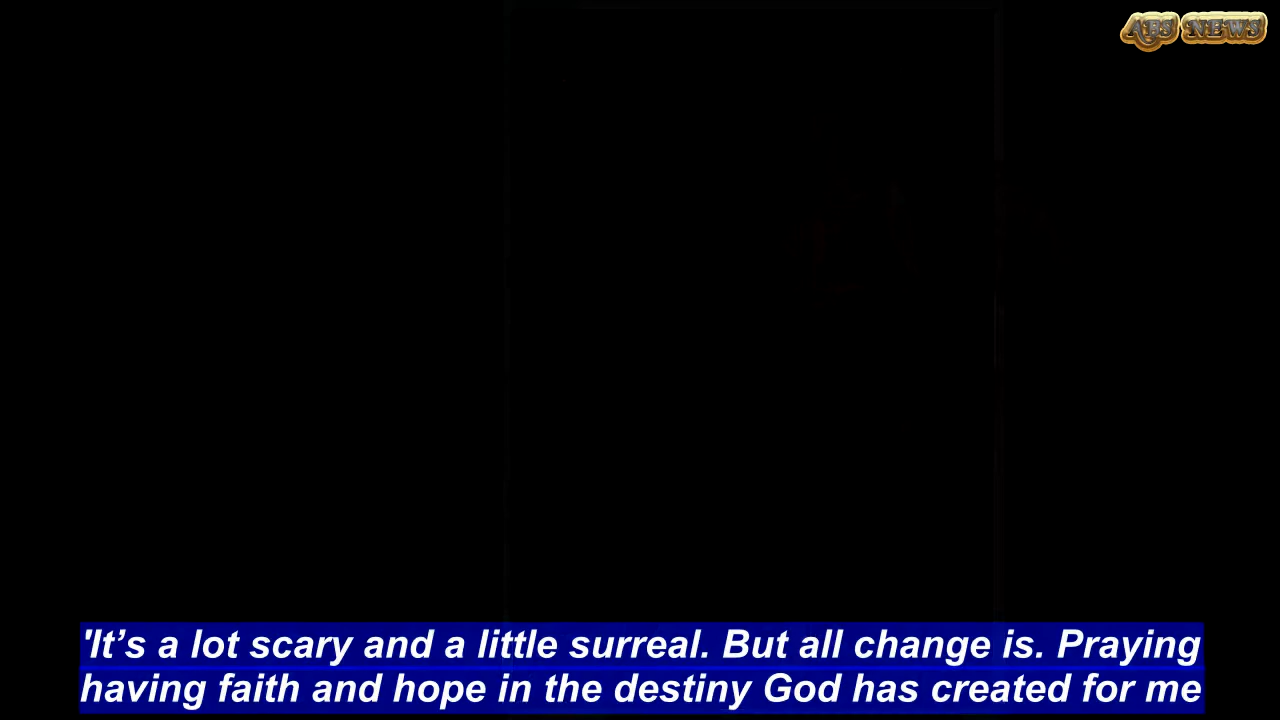 ABS NEWS
'It’s a lot scary and a little surreal. But all change is. Praying
having faith and hope in the destiny God has created for me